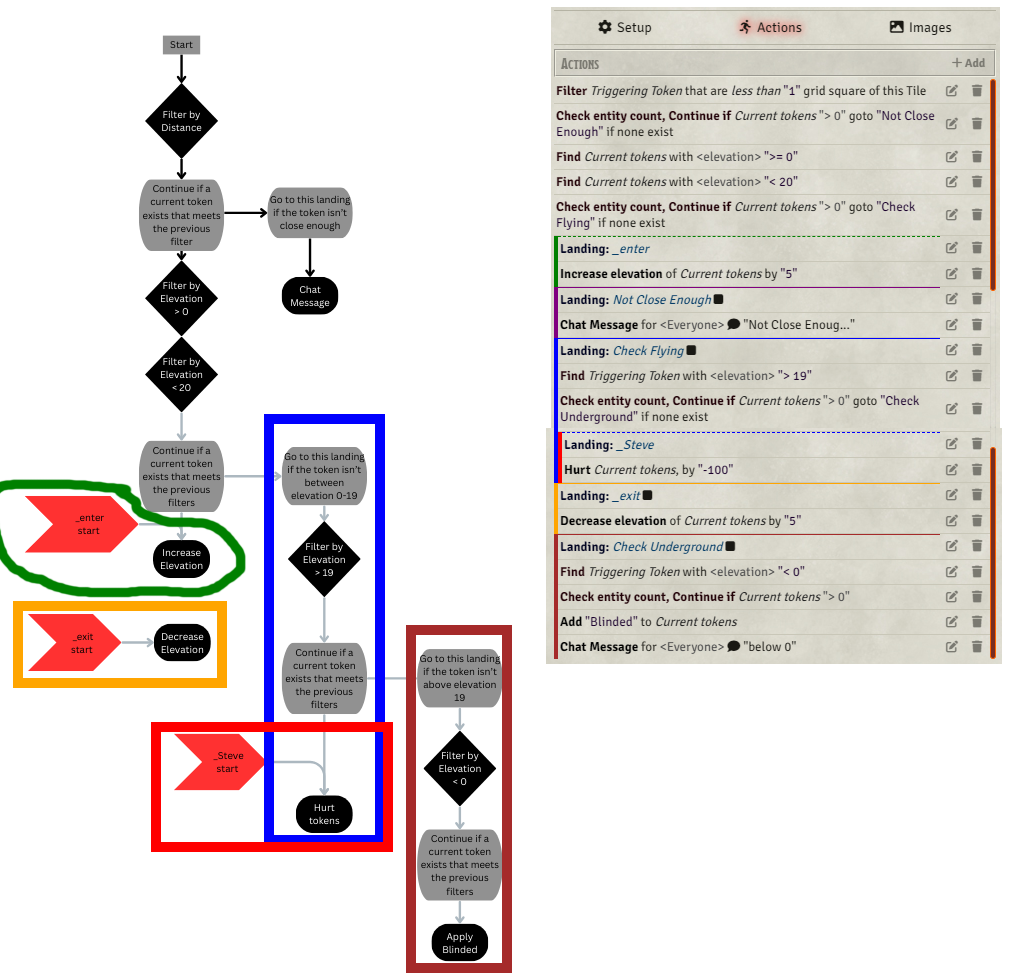 Start
Filter by
Distance
Continue if a
current token
exists that meets
the previous
filter
Go to this landing
if the token isn't
close enough
Chat
Message
Filter by
Elevation
> 0
Filter by
Elevation
< 20
Continue if a
current token
exists that meets
the previous
filters
Go to this landing
if the token isn't
between
elevation 0-19
_enter
start
Increase
Elevation
Filter by
Elevation
> 19
_exit
start
Decrease
Elevation
Continue if a
current token
exists that meets
the previous
filters
Go to this landing
if the token isn't
above elevation
19
_Steve
start
Hurt
tokens
Filter by
Elevation
< 0
Continue if a
current token
exists that meets
the previous
filters
Apply
Blinded
Setup
Actions
Images
Actions
+ Add
Filter Triggering Token that are less than "1" grid square of this Tile
Check entity count, Continue if Current tokens "> 0" goto "Not Close
Enough" if none exist
Find Current tokens with <elevation> ">= 0"
Find Current tokens with <elevation> "< 20"
Check entity count, Continue if Current tokens "> 0" goto "Check
Flying" if none exist
Landing: _enter
Increase elevation of Current tokens by "5"
Landing: Not Close Enough
Chat Message for <Everyone> "Not Close Enoug..."
Landing: Check Flying
Find Triggering Token with <elevation> "> 19"
Check entity count, Continue if Current tokens "> 0" goto "Check
Underground" if none exist
Landing: _Steve
Hurt Current tokens, by "-100"
Landing: _exit
Decrease elevation of Current tokens by "5"
Landing: Check Underground
Find Triggering Token with <elevation> "< 0"
Check entity count, Continue if Current tokens "> 0"
Add "Blinded" to Current tokens
Chat Message for <Everyone> "below 0"